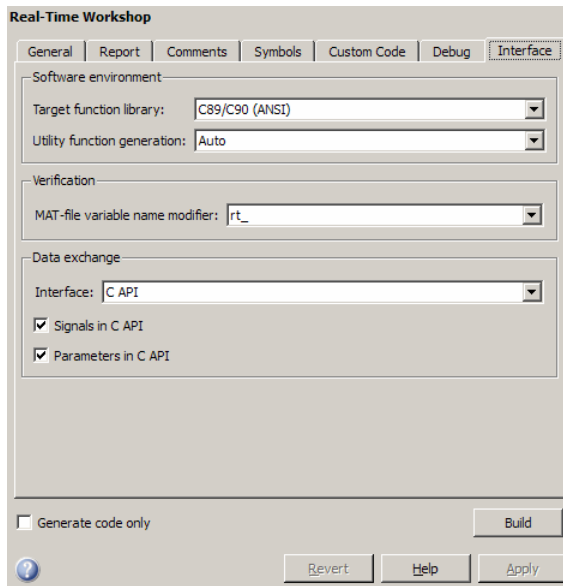 Real-Time Workshop
General Report Comments Symbols Custom Code Debug Interface
Software environment
Target function library: C89/C90 (ANSI)
Utility function generation: Auto
Verification
MAT-file variable name modifier: rt_
Data exchange
Interface: C API
Signals in C API
Parameters in C API
Generate code only Build
? Revert Help Apply